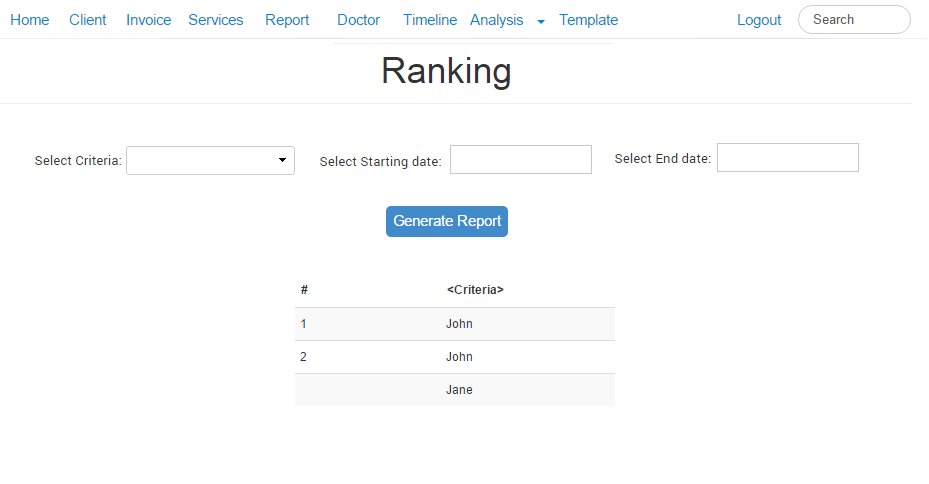 Home Client Invoice Services Report Doctor Timeline Analysis Template Logout Search
Ranking
Select Criteria: Select Starting date: Select End date:
Generate Report
# <Criteria>
1 John
2 John
Jane